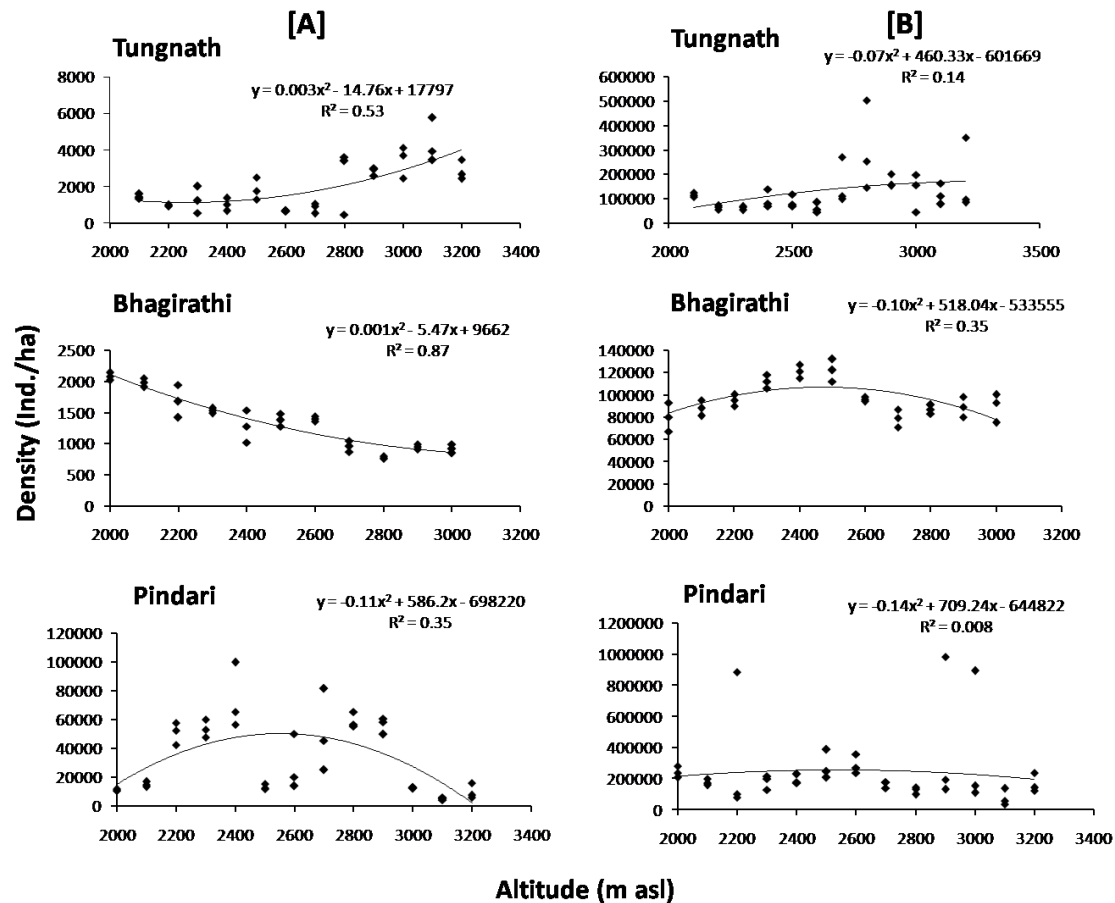 [A]
Tungnath
y = 0.003x² - 14.76x + 17797
R² = 0.53
8000
6000
4000
2000
0
2000 2200 2400 2600 2800 3000 3200 3400
[B]
Tungnath
y = -0.07x² + 460.33x - 601669
R² = 0.14
600000
500000
400000
300000
200000
100000
0
2000 2500 3000 3500
Bhagirathi
y = 0.001x² - 5.47x + 9662
R² = 0.87
2500
2000
1500
1000
500
0
2000 2200 2400 2600 2800 3000 3200
Bhagirathi
y = -0.10x² + 518.04x - 533555
R² = 0.35
140000
120000
100000
80000
60000
40000
20000
0
2000 2200 2400 2600 2800 3000 3200
Pindari
y = -0.11x² + 586.2x - 698220
R² = 0.35
120000
100000
80000
60000
40000
20000
0
2000 2200 2400 2600 2800 3000 3200 3400
Pindari
y = -0.14x² + 709.24x - 644822
R² = 0.008
1200000
1000000
800000
600000
400000
200000
0
2000 2200 2400 2600 2800 3000 3200 3400
Density (Ind./ha)
Altitude (m asl)